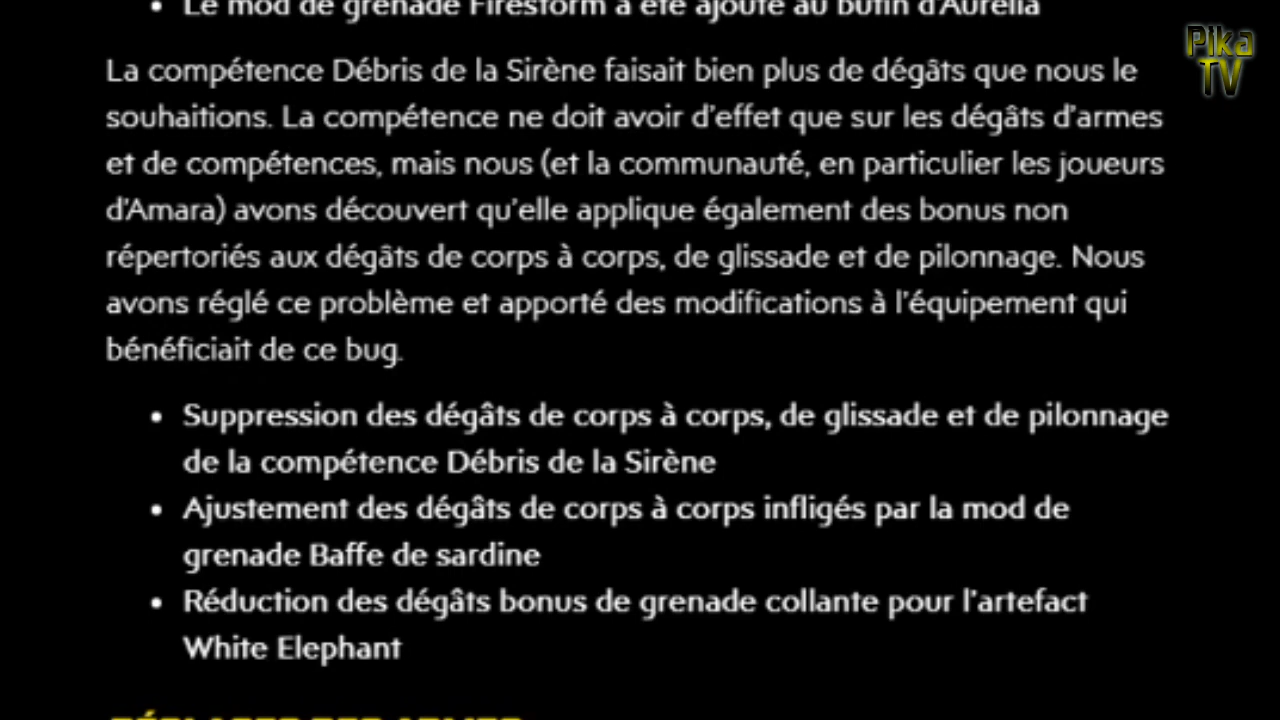 • Le mod de grenade Firestorm a été ajouté au butin d'Aurelia
Pika
TV
La compétence Débris de la Sirène faisait bien plus de dégâts que nous le
souhaitions. La compétence ne doit avoir d'effet que sur les dégâts d'armes
et de compétences, mais nous (et la communauté, en particulier les joueurs
d'Amara) avons découvert qu'elle applique également des bonus non
répertoriés aux dégâts de corps à corps, de glissade et de pilonnage. Nous
avons réglé ce problème et apporté des modifications à l'équipement qui
bénéficiait de ce bug.
• Suppression des dégâts de corps à corps, de glissade et de pilonnage
de la compétence Débris de la Sirène
• Ajustement des dégâts de corps à corps infligés par la mod de
grenade Baffe de sardine
• Réduction des dégâts bonus de grenade collante pour l'artefact
White Elephant